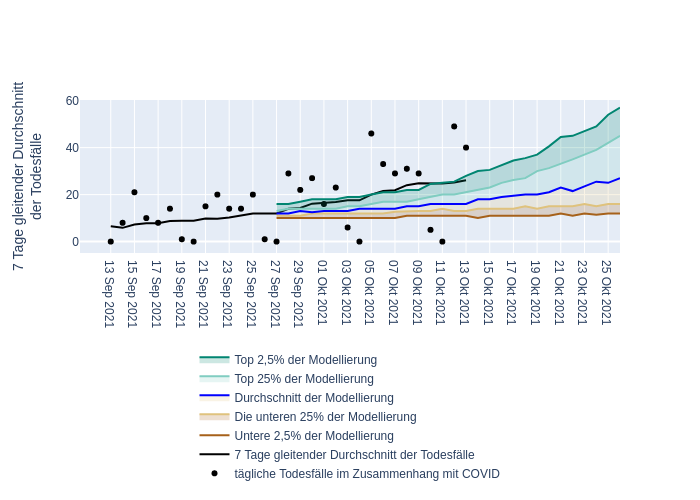 7 Tage gleitender Durchschnitt
der Todesfälle
60
40
20
0
13 Sep 2021
15 Sep 2021
17 Sep 2021
19 Sep 2021
21 Sep 2021
23 Sep 2021
25 Sep 2021
27 Sep 2021
29 Sep 2021
01 Okt 2021
03 Okt 2021
05 Okt 2021
07 Okt 2021
09 Okt 2021
11 Okt 2021
13 Okt 2021
15 Okt 2021
17 Okt 2021
19 Okt 2021
21 Okt 2021
23 Okt 2021
25 Okt 2021
Top 2,5% der Modellierung
Top 25% der Modellierung
Durchschnitt der Modellierung
Die unteren 25% der Modellierung
Untere 2,5% der Modellierung
7 Tage gleitender Durchschnitt der Todesfälle
tägliche Todesfälle im Zusammenhang mit COVID